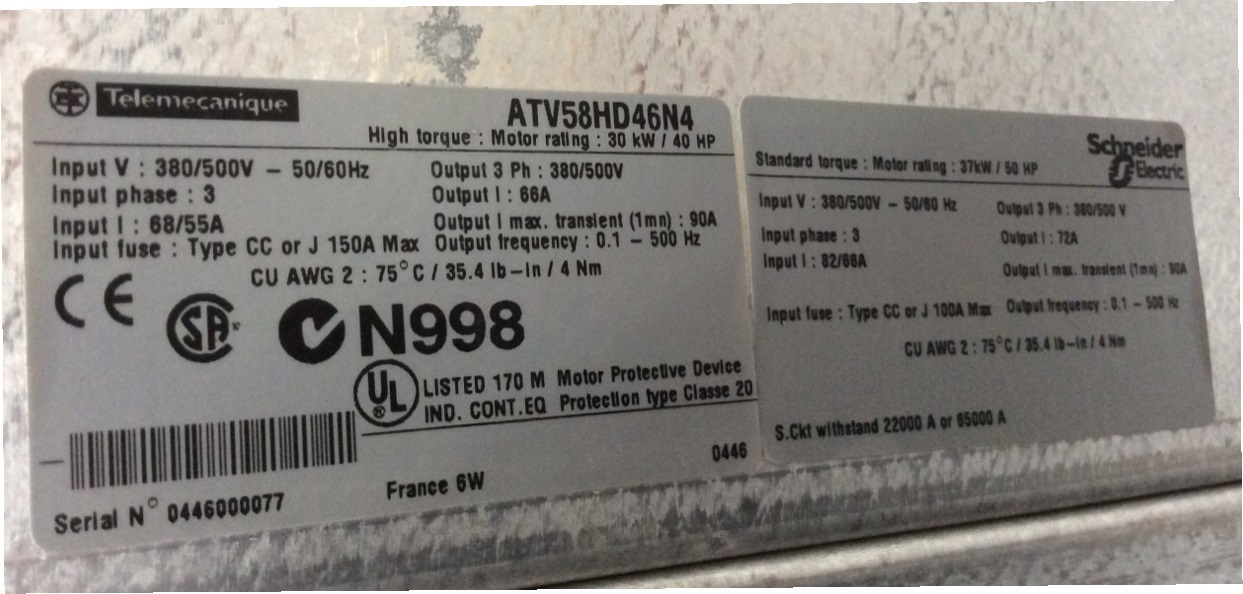 Telemecanique
ATV58HD46N4
High torque : Motor rating : 30 kW / 40 HP
Input V : 380/500V – 50/60Hz Output 3 Ph : 380/500V
Input phase : 3 Output I : 66A
Input I : 68/55A Output I max. transient (1mn) : 90A
Input fuse : Type CC or J 150A Max Output frequency : 0.1 – 500 Hz
CU AWG 2 : 75°C / 35.4 lb–in / 4 Nm
CE
SA
N998
UL ® LISTED 170 M Motor Protective Device
IND. CONT.EQ Protection type Classe 20
0446
France 6W
Serial N° 0446000077
Schneider
Electric
Standard torque : Motor rating : 37kW / 50 HP
Input V : 380/500V – 50/60 Hz Output 3 Ph : 380/500 V
Input phase : 3 Output I : 72A
Input I : 82/66A Output I max. transient (1mn) : 90A
Input fuse : Type CC or J 100A Max Output frequency : 0.1 – 500 Hz
CU AWG 2 : 75°C / 35.4 lb–in / 4 Nm
S.Ckt withstand 22000 A or 65000 A